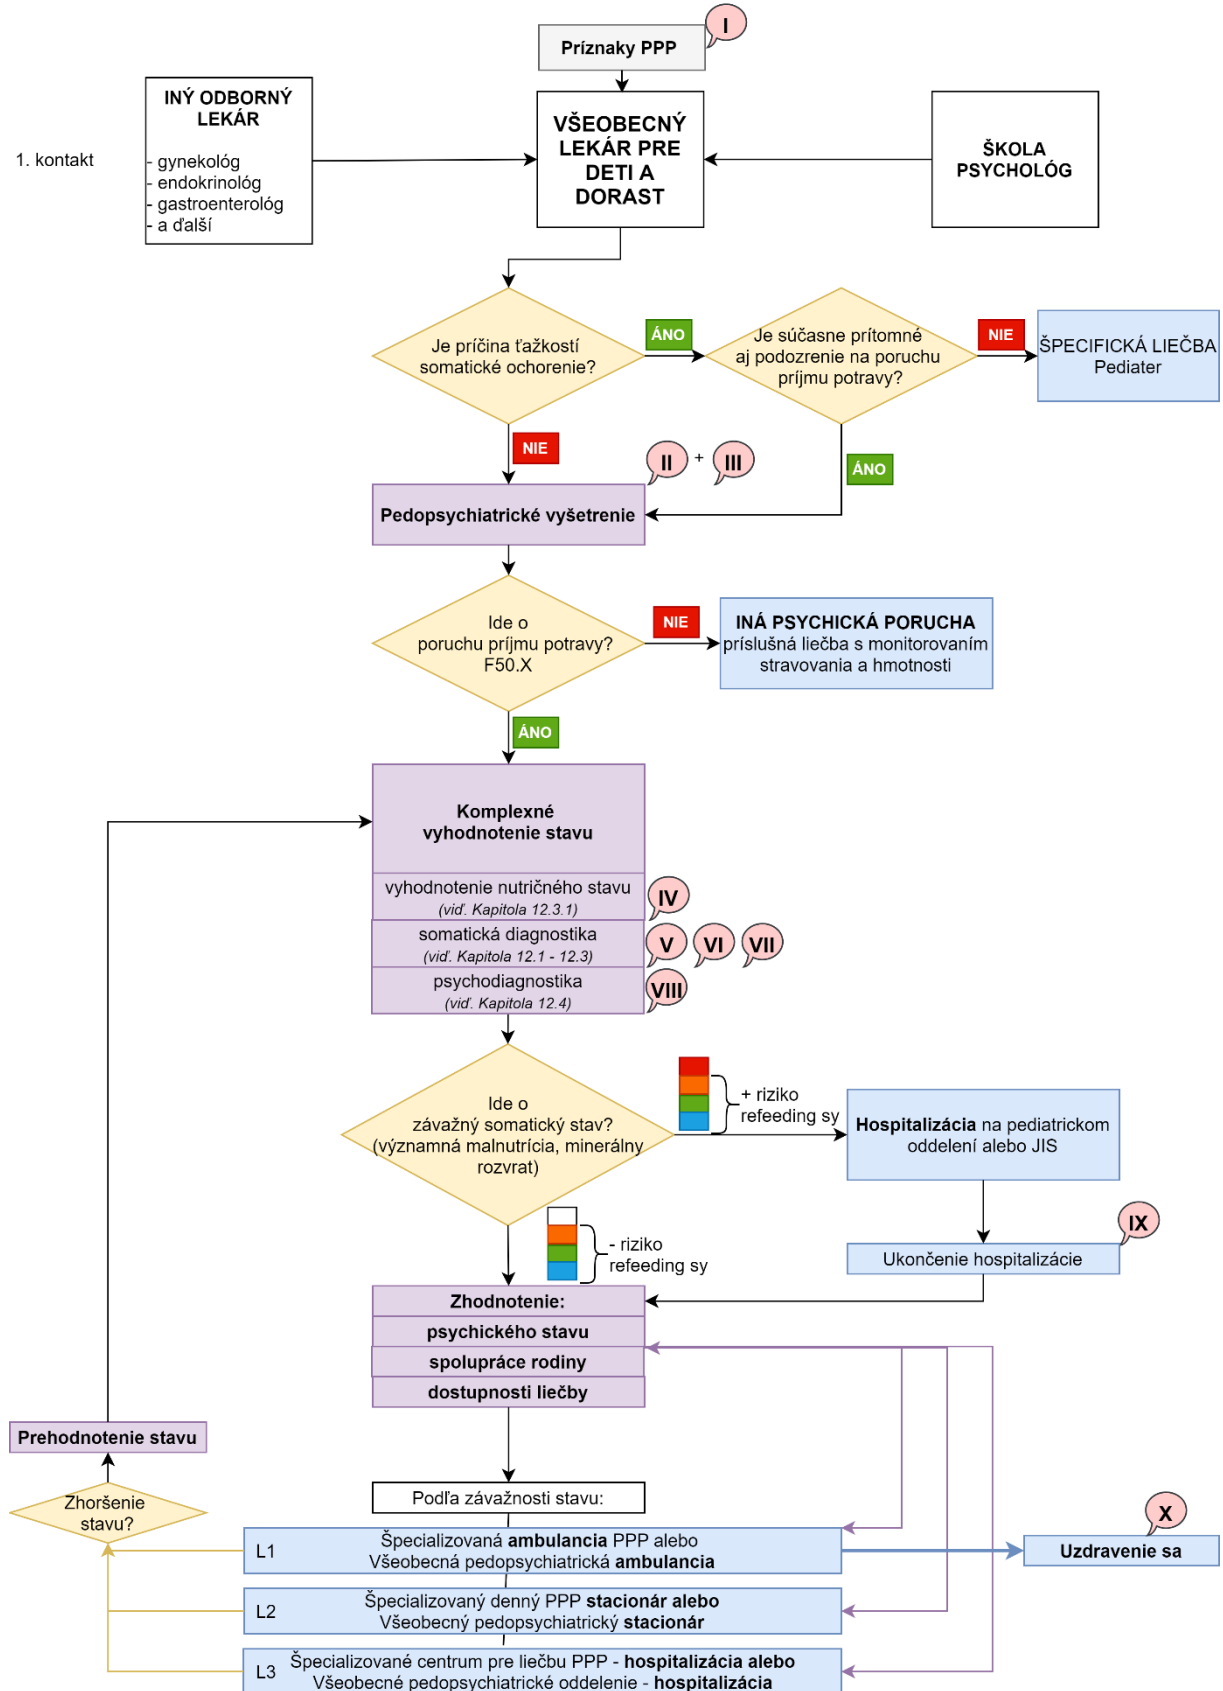 I
Príznaky PPP
INÝ ODBORNÝ
LEKÁR
- gynekológ
- endokrinológ
- gastroenterológ
- a ďalší
1. kontakt
VŠEOBECNÝ
LEKÁR PRE
DETI A
DORAST
ŠKOLA
PSYCHOLÓG
Je príčina ťažkostí
somatické ochorenie?
ÁNO
Je súčasne prítomné
aj podozrenie na poruchu
príjmu potravy?
NIE
ŠPECIFICKÁ LIEČBA
Pediater
NIE
II + III
ÁNO
Pedopsychiatrické vyšetrenie
Ide o
poruchu príjmu potravy?
F50.X
NIE
INÁ PSYCHICKÁ PORUCHA
príslušná liečba s monitorovaním
stravovania a hmotnosti
ÁNO
Komplexné
vyhodnotenie stavu
vyhodnotenie nutričného stavu
(viď. Kapitola 12.3.1)
IV
somatická diagnostika
(viď. Kapitola 12.1 - 12.3)
V VI VII
psychodiagnostika
(viď. Kapitola 12.4)
VIII
Ide o
závažný somatický stav?
(významná malnutrícia, minerálny
rozvrat)
+ riziko
refeeding sy
Hospitalizácia na pediatrickom
oddelení alebo JIS
- riziko
refeeding sy
IX
Ukončenie hospitalizácie
Zhodnotenie:
psychického stavu
spolupráce rodiny
dostupnosti liečby
Prehodnotenie stavu
Zhoršenie
stavu?
Podľa závažnosti stavu:
L1
Špecializovaná ambulancia PPP alebo
Všeobecná pedopsychiatrická ambulancia
X
Uzdravenie sa
L2
Špecializovaný denný PPP stacionár alebo
Všeobecný pedopsychiatrický stacionár
L3
Špecializované centrum pre liečbu PPP - hospitalizácia alebo
Všeobecné pedopsychiatrické oddelenie - hospitalizácia